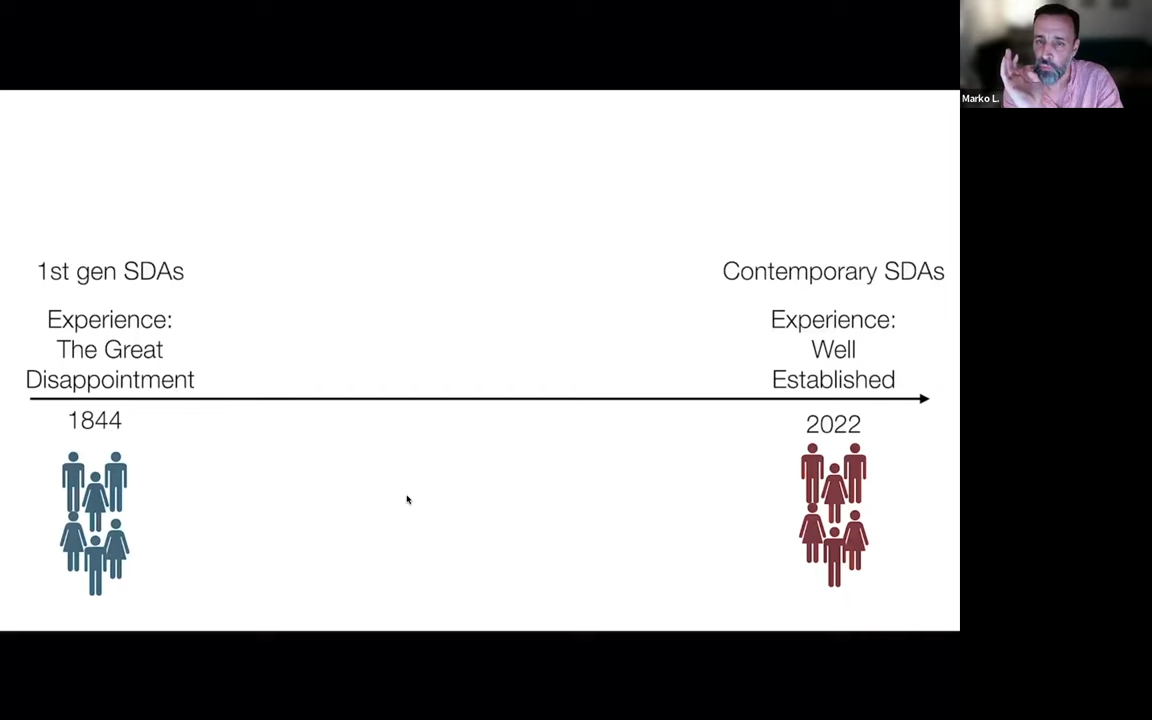 Marko L.
1st gen SDAs
Experience:
The Great
Disappointment
1844
Contemporary SDAs
Experience:
Well
Established
2022